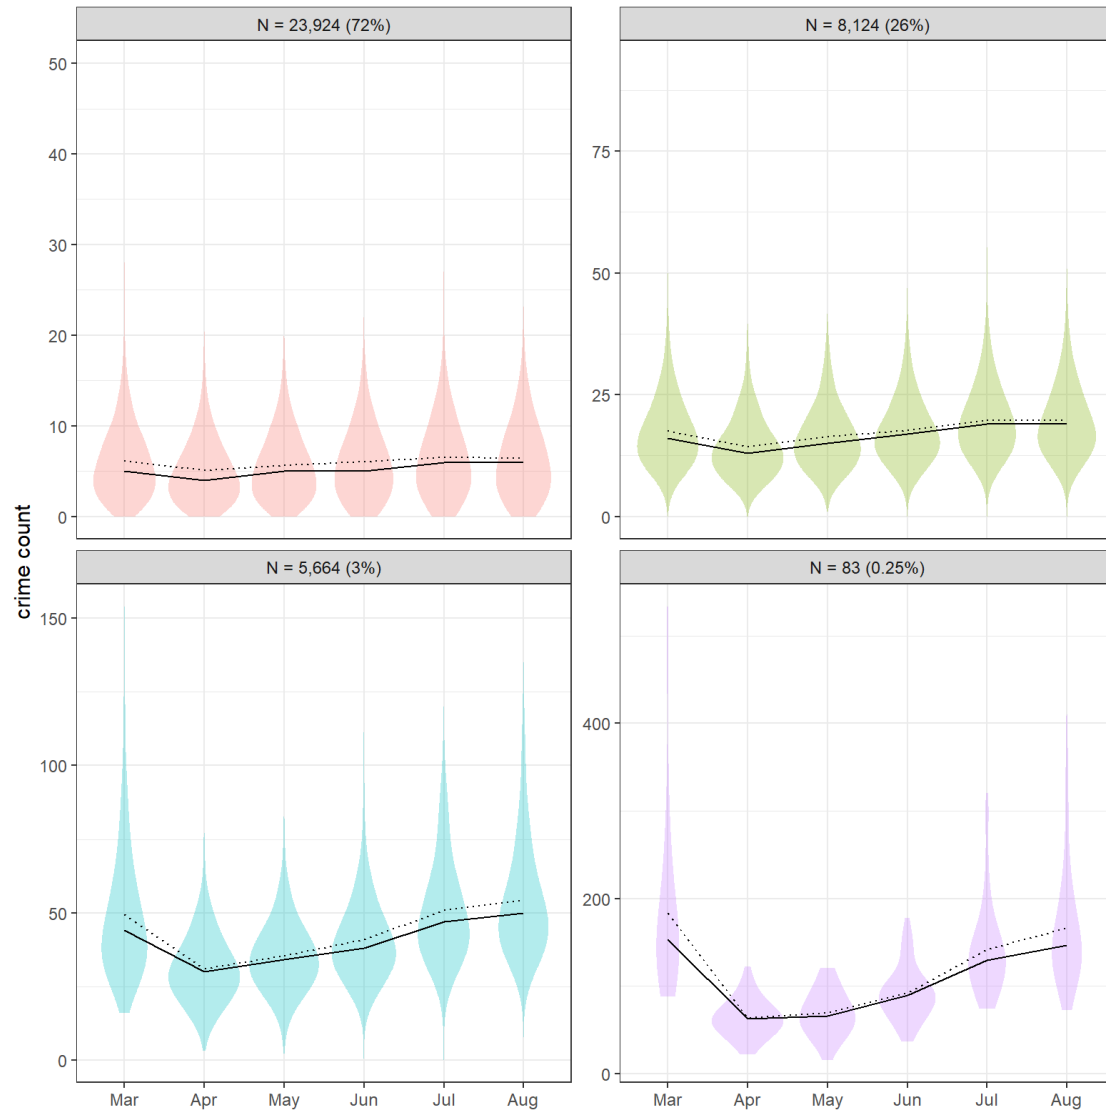 crime count
N = 23,924 (72%)
50
40
30
20
10
0
N = 8,124 (26%)
75
50
25
0
N = 5,664 (3%)
150
100
50
0
Mar Apr May Jun Jul Aug
N = 83 (0.25%)
400
200
0
Mar Apr May Jun Jul Aug